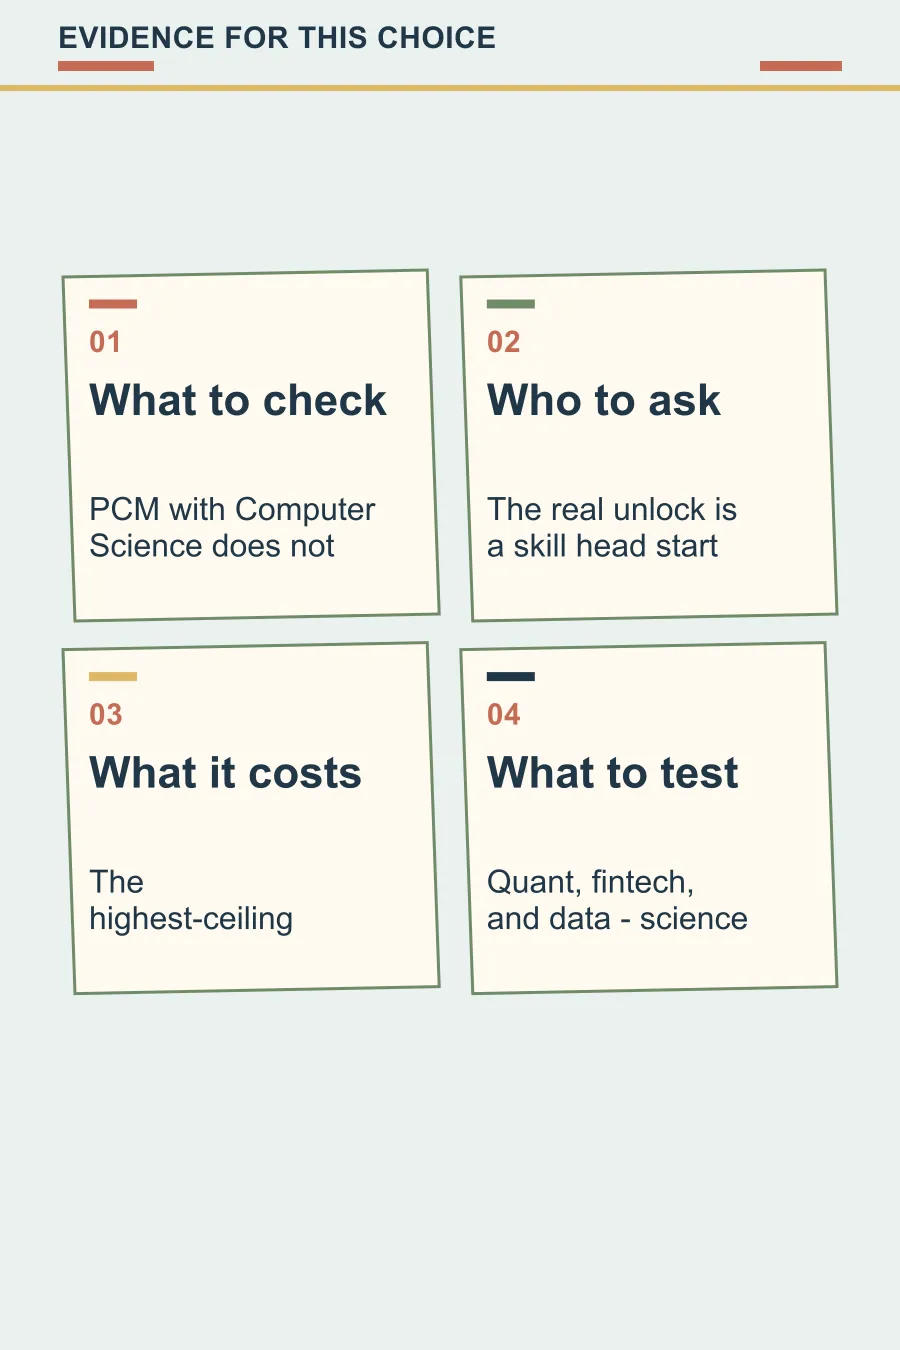 EVIDENCE FOR THIS CHOICE
01
What to check
PCM with Computer
Science does not
02
Who to ask
The real unlock is
a skill head start
03
What it costs
The
highest-ceiling
04
What to test
Quant, fintech,
and data - science